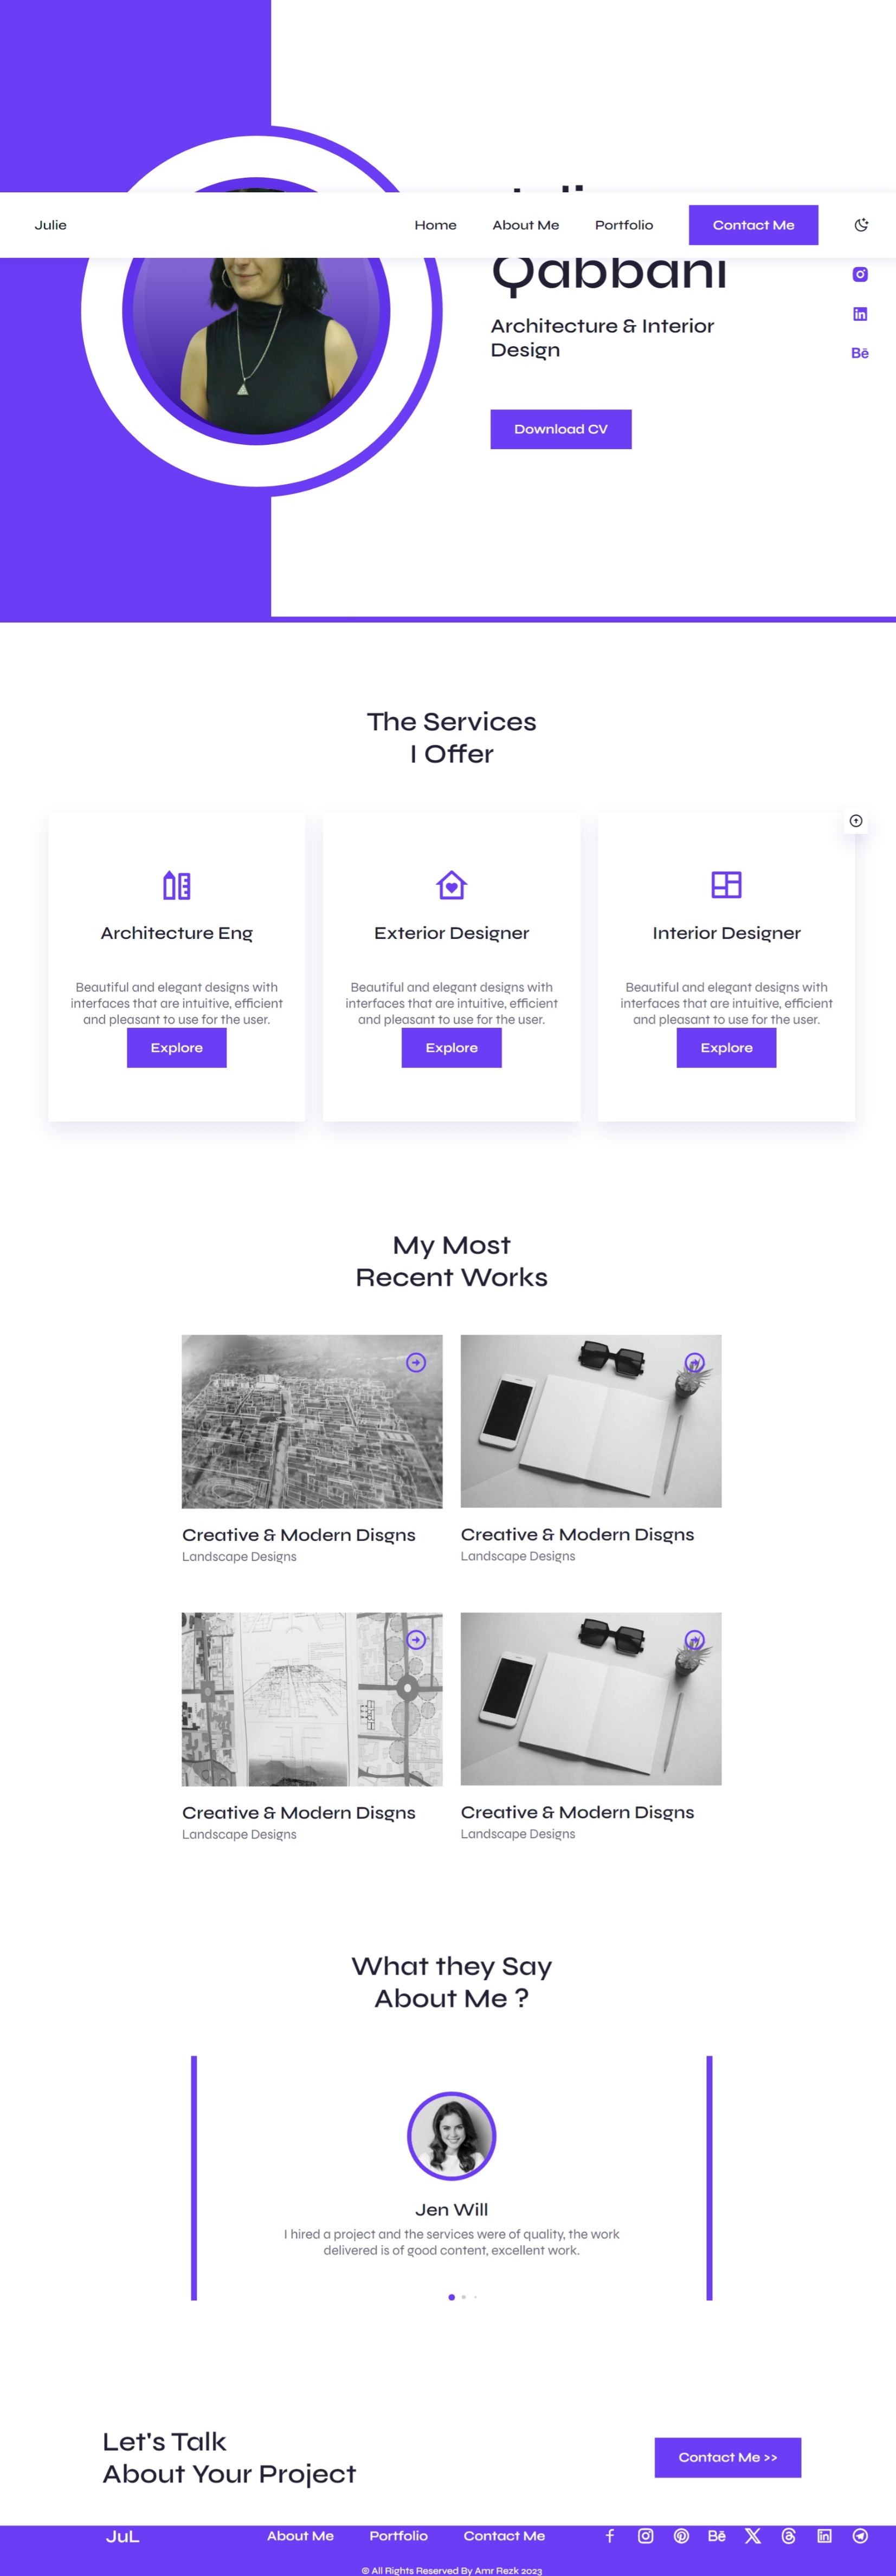 Julie
Home
About Me
Portfolio
Contact Me
Qabbani
Architecture & Interior
Design
Bē
Download CV
The Services
I Offer
Architecture Eng
Beautiful and elegant designs with
interfaces that are intuitive, efficient
and pleasant to use for the user.
Explore
Exterior Designer
Beautiful and elegant designs with
interfaces that are intuitive, efficient
and pleasant to use for the user.
Explore
Interior Designer
Beautiful and elegant designs with
interfaces that are intuitive, efficient
and pleasant to use for the user.
Explore
My Most
Recent Works
Creative & Modern Disgns
Landscape Designs
Creative & Modern Disgns
Landscape Designs
Creative & Modern Disgns
Landscape Designs
Creative & Modern Disgns
Landscape Designs
What they Say
About Me ?
Jen Will
I hired a project and the services were of quality, the work
delivered is of good content, excellent work.
Let's Talk
About Your Project
Contact Me >>
JuL
About Me
Portfolio
Contact Me
Bē
© All Rights Reserved By Amr Rezk 2023